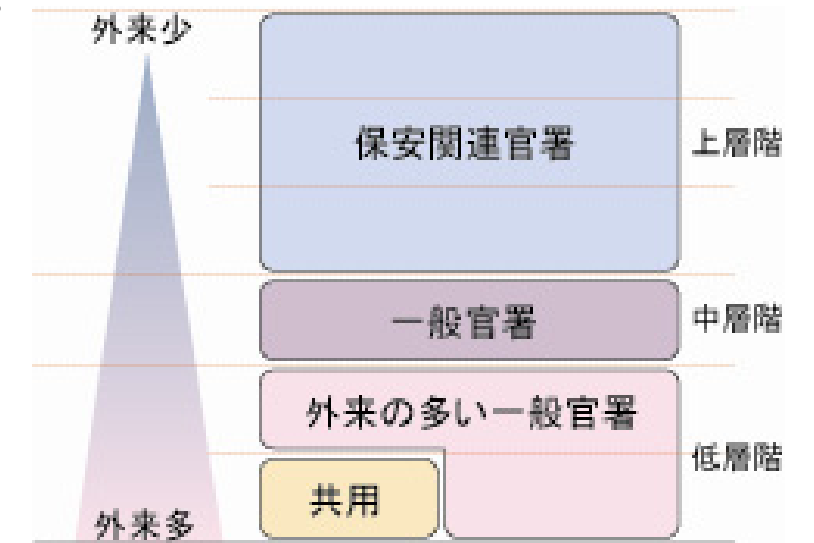 外来少
保安関連官署
上層階
一般官署
中層階
外来の多い一般官署
低層階
共用
外来多